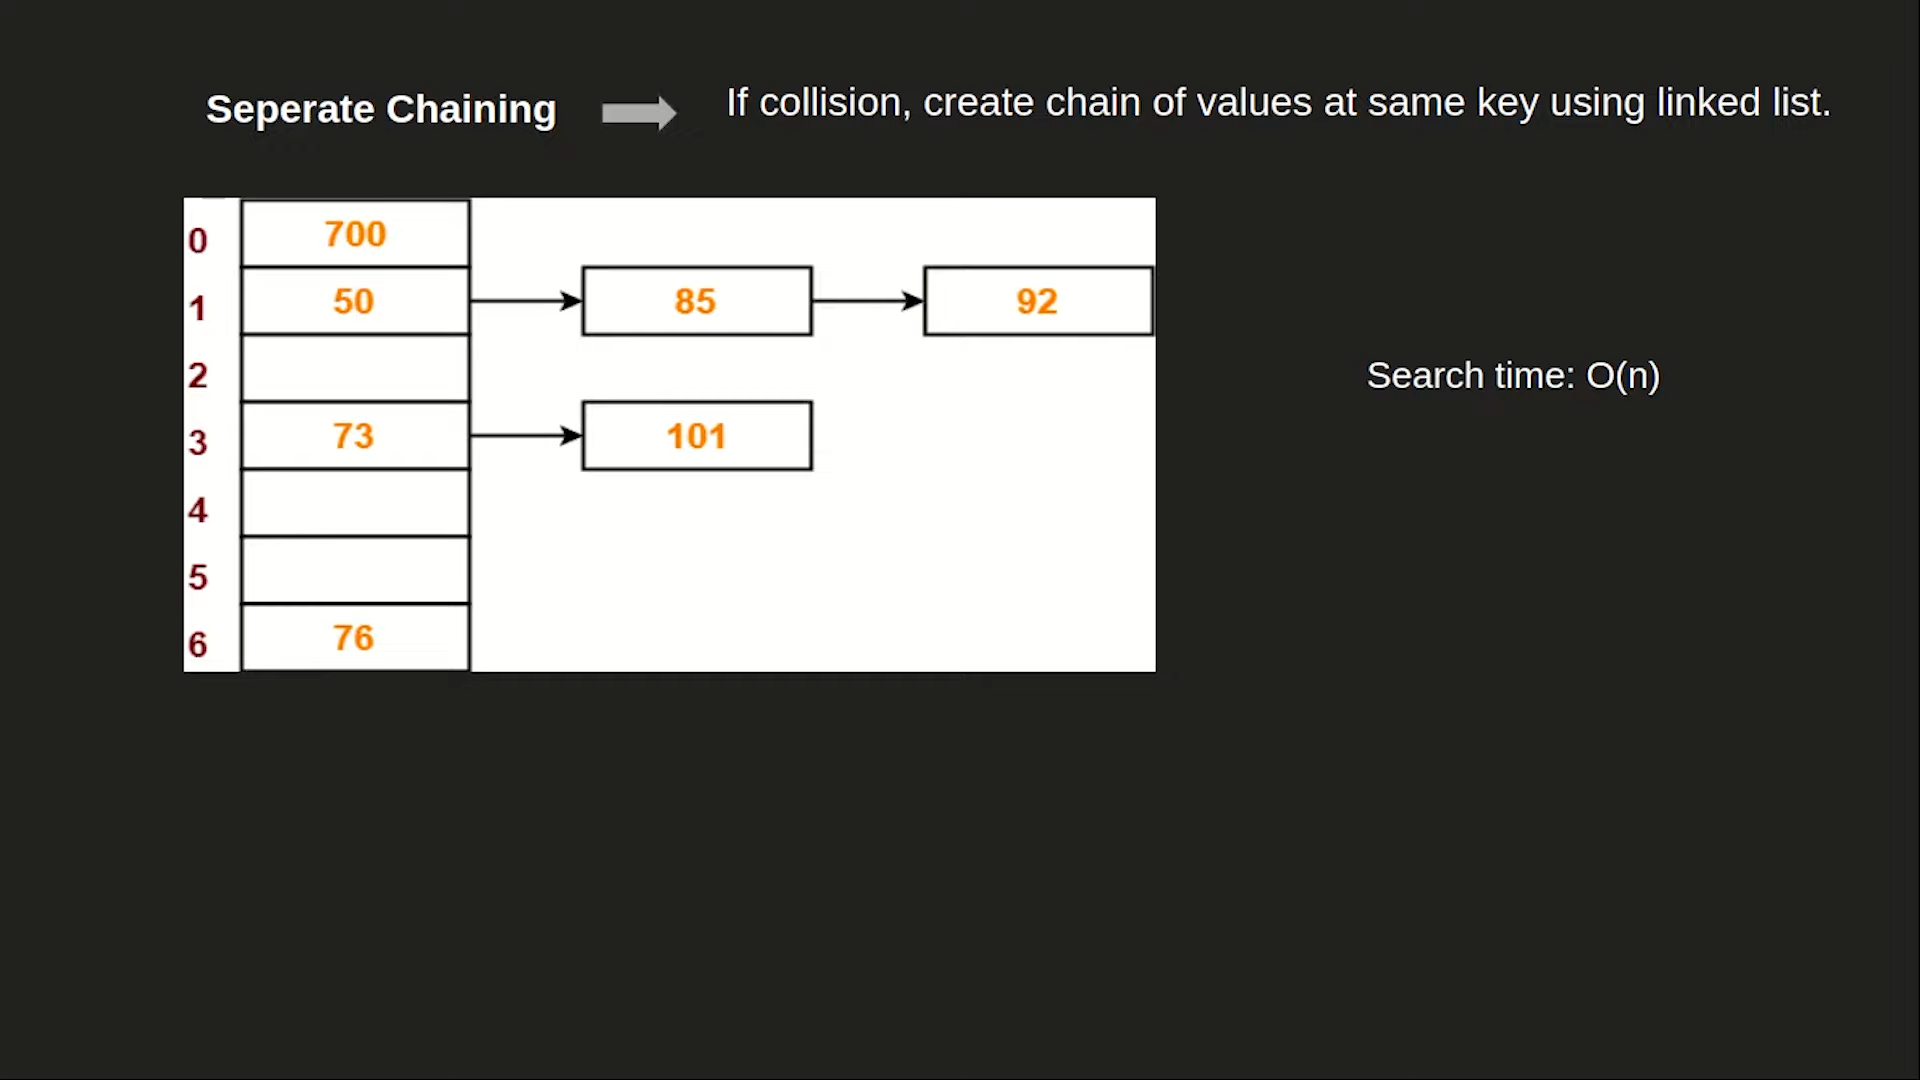 Seperate Chaining
If collision, create chain of values at same key using linked list.
0 700
1 50 85 92
2
Search time: O(n)
3 73 101
4
5
6 76